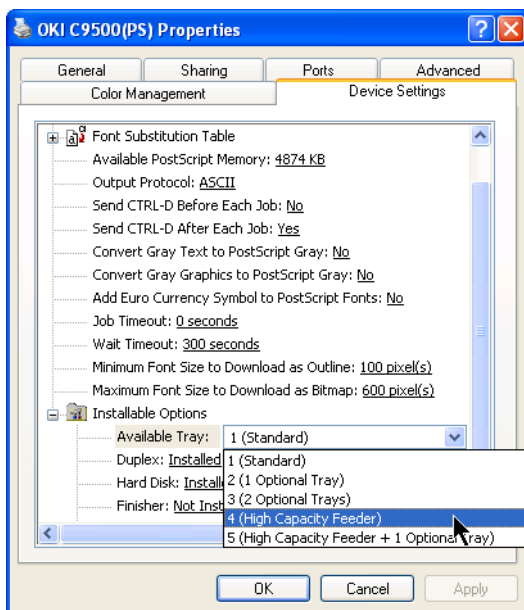 OKI C9500(PS) Properties
General Sharing Ports Advanced
Color Management Device Settings
Font Substitution Table
Available PostScript Memory: 4874 KB
Output Protocol: ASCII
Send CTRL-D Before Each Job: No
Send CTRL-D After Each Job: Yes
Convert Gray Text to PostScript Gray: No
Convert Gray Graphics to PostScript Gray: No
Add Euro Currency Symbol to PostScript Fonts: No
Job Timeout: 0 seconds
Wait Timeout: 300 seconds
Minimum Font Size to Download as Outline: 100 pixel(s)
Maximum Font Size to Download as Bitmap: 600 pixel(s)
Installable Options
Available Tray: 1 (Standard)
Duplex: Installed
Hard Disk: Install
Finisher: Not Inst
1 (Standard)
2 (1 Optional Tray)
3 (2 Optional Trays)
4 (High Capacity Feeder)
5 (High Capacity Feeder + 1 Optional Tray)
OK Cancel Apply